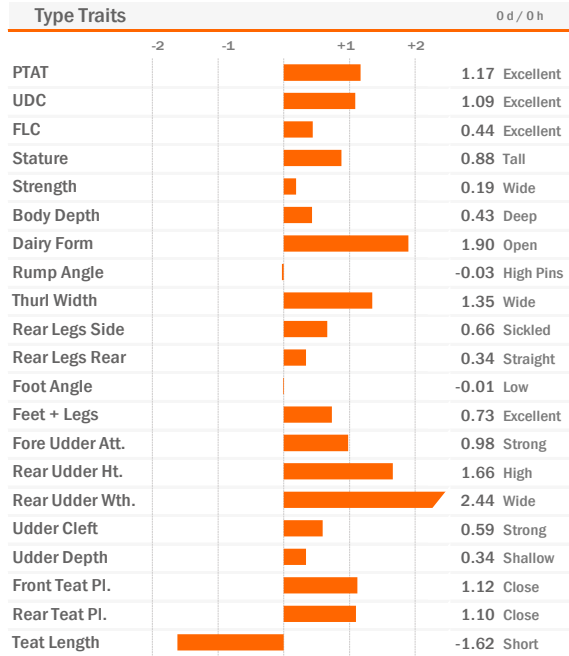 Type Traits 0 d / 0 h
-2 -1 +1 +2
PTAT 1.17 Excellent
UDC 1.09 Excellent
FLC 0.44 Excellent
Stature 0.88 Tall
Strength 0.19 Wide
Body Depth 0.43 Deep
Dairy Form 1.90 Open
Rump Angle -0.03 High Pins
Thurl Width 1.35 Wide
Rear Legs Side 0.66 Sickled
Rear Legs Rear 0.34 Straight
Foot Angle -0.01 Low
Feet + Legs 0.73 Excellent
Fore Udder Att. 0.98 Strong
Rear Udder Ht. 1.66 High
Rear Udder Wth. 2.44 Wide
Udder Cleft 0.59 Strong
Udder Depth 0.34 Shallow
Front Teat Pl. 1.12 Close
Rear Teat Pl. 1.10 Close
Teat Length -1.62 Short